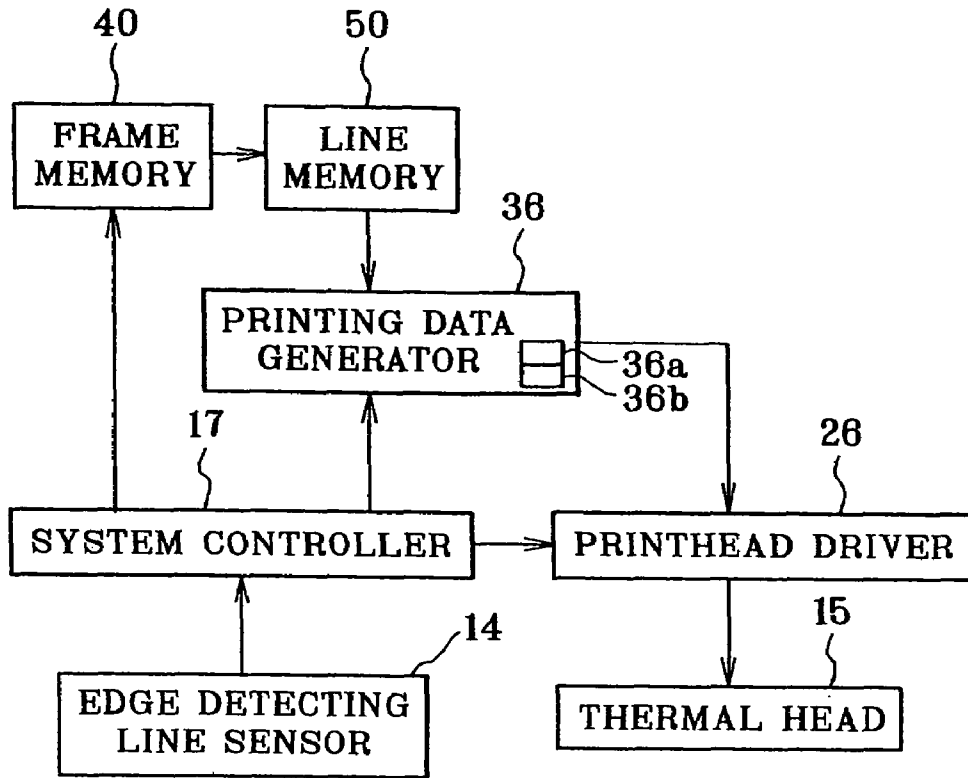 40
50
FRAME
MEMORY
LINE
MEMORY
36
PRINTING DATA
GENERATOR
36a
36b
17
26
SYSTEM CONTROLLER
PRINTHEAD DRIVER
14
15
EDGE DETECTING
LINE SENSOR
THERMAL HEAD